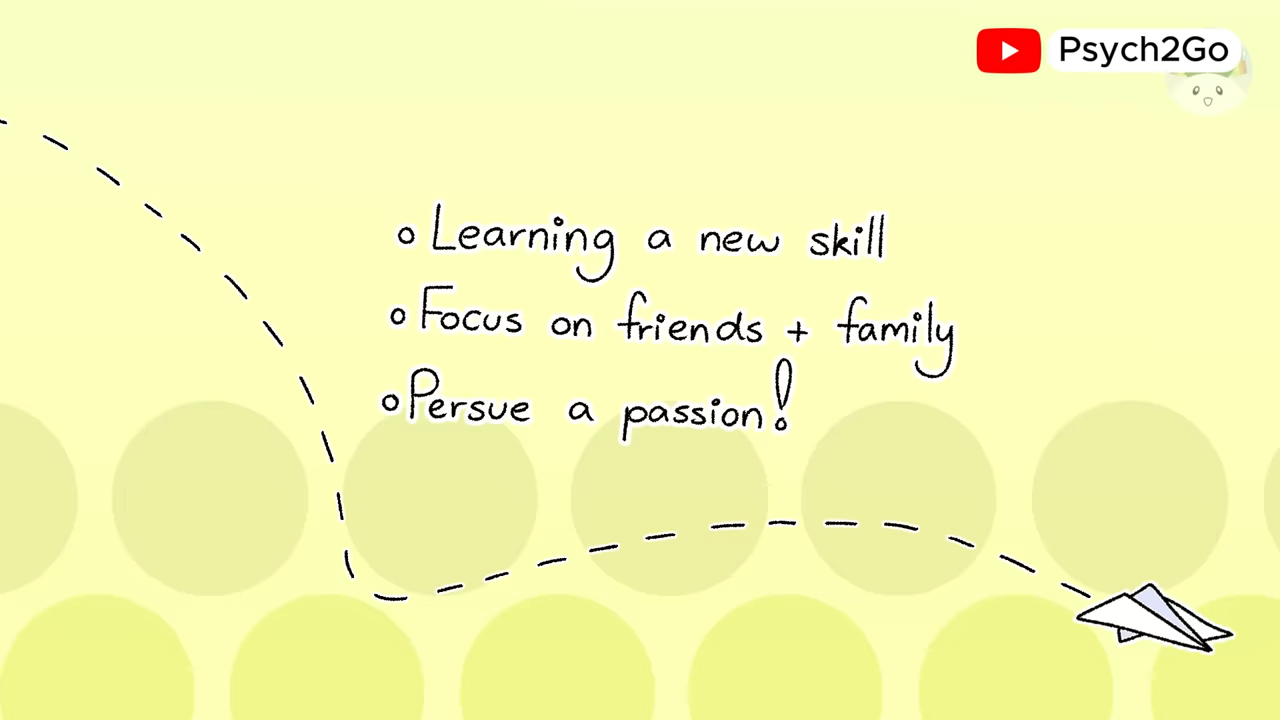 Psych2Go
Learning a new skill
Focus on friends + family
Persue a passion!